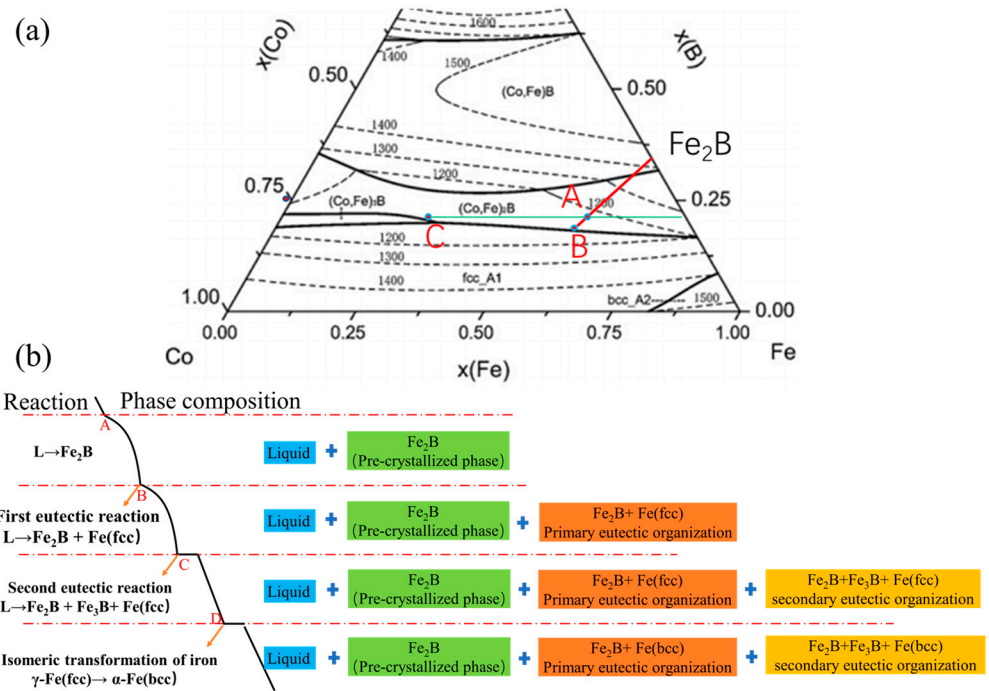 (a)
1600
x(Co)
x(B)
1400
1500
0.50
(Co,Fe)B
0.50
1400
Fe₂B
1300
1200
0.75
A
1200
0.25
(Co,Fe)₃B
(Co,Fe)₂B
C
B
1200
1300
fcc_A1
1400
1.00
bcc_A2
1500
0.00
0.00
0.25
0.50
0.75
1.00
Co
x(Fe)
Fe
(b)
Reaction
Phase composition
A
L→Fe₂B
Liquid + Fe₂B
(Pre-crystallized phase)
B
First eutectic reaction
L→Fe₂B + Fe(fcc)
Liquid + Fe₂B + Fe₂B+ Fe(fcc)
(Pre-crystallized phase) Primary eutectic organization
C
Second eutectic reaction
L→Fe₂B + Fe₃B+ Fe(fcc)
Liquid + Fe₂B + Fe₂B+ Fe(fcc) + Fe₂B+Fe₃B+ Fe(fcc)
(Pre-crystallized phase) Primary eutectic organization secondary eutectic organization
D
Isomeric transformation of iron
γ-Fe(fcc)→ α-Fe(bcc)
Liquid + Fe₂B + Fe₂B+ Fe(bcc) + Fe₂B+Fe₃B+ Fe(bcc)
(Pre-crystallized phase) Primary eutectic organization secondary eutectic organization